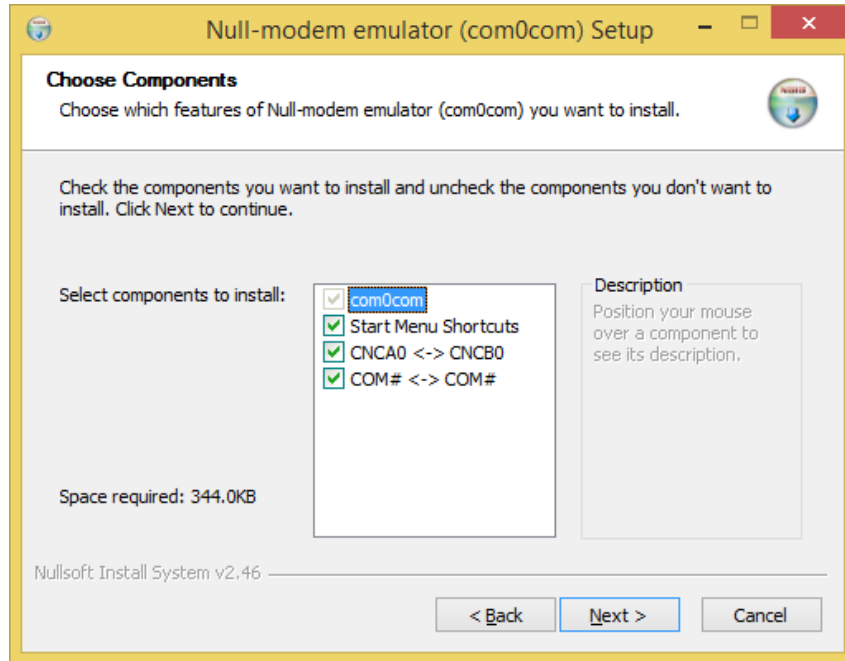 Null-modem emulator (com0com) Setup
Choose Components
Choose which features of Null-modem emulator (com0com) you want to install.
Check the components you want to install and uncheck the components you don't want to
install. Click Next to continue.
Select components to install:
com0com
Start Menu Shortcuts
CNCA0 <-> CNCB0
COM# <-> COM#
Description
Position your mouse
over a component to
see its description.
Space required: 344.0KB
Nullsoft Install System v2.46
< Back
Next >
Cancel